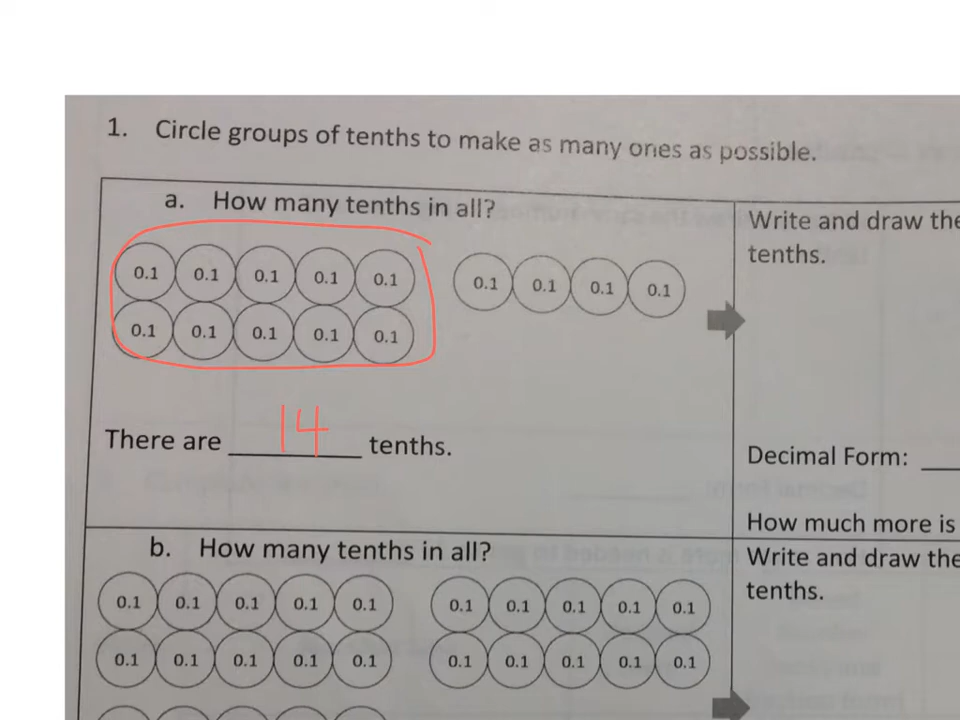 1. Circle groups of tenths to make as many ones as possible.
a. How many tenths in all?
0.1 0.1 0.1 0.1 0.1 0.1 0.1 0.1 0.1
0.1 0.1 0.1 0.1 0.1
There are 14 tenths.
Write and draw the
tenths.
Decimal Form:
How much more is
b. How many tenths in all?
0.1 0.1 0.1 0.1 0.1 0.1 0.1 0.1 0.1 0.1
0.1 0.1 0.1 0.1 0.1 0.1 0.1 0.1 0.1 0.1
Write and draw the
tenths.